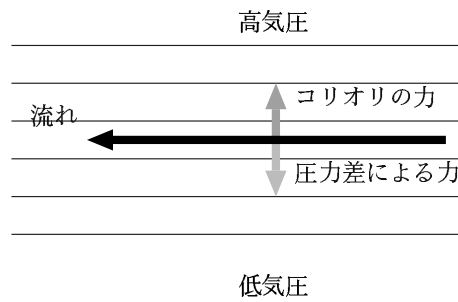 高気圧
コリオリの力
流れ
圧力差による力
低気圧